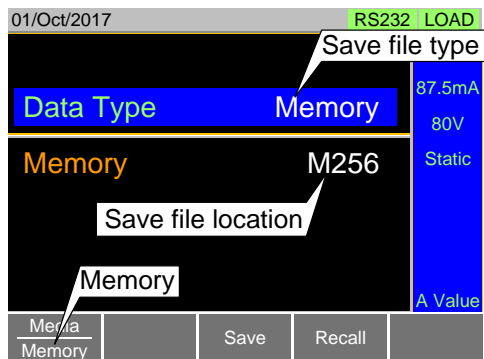 01/Oct/2017 RS232 LOAD
Save file type
87.5mA
Data Type Memory
80V
Memory M256 Static
Save file location
Memory
A Value
Media Save Recall
Memory